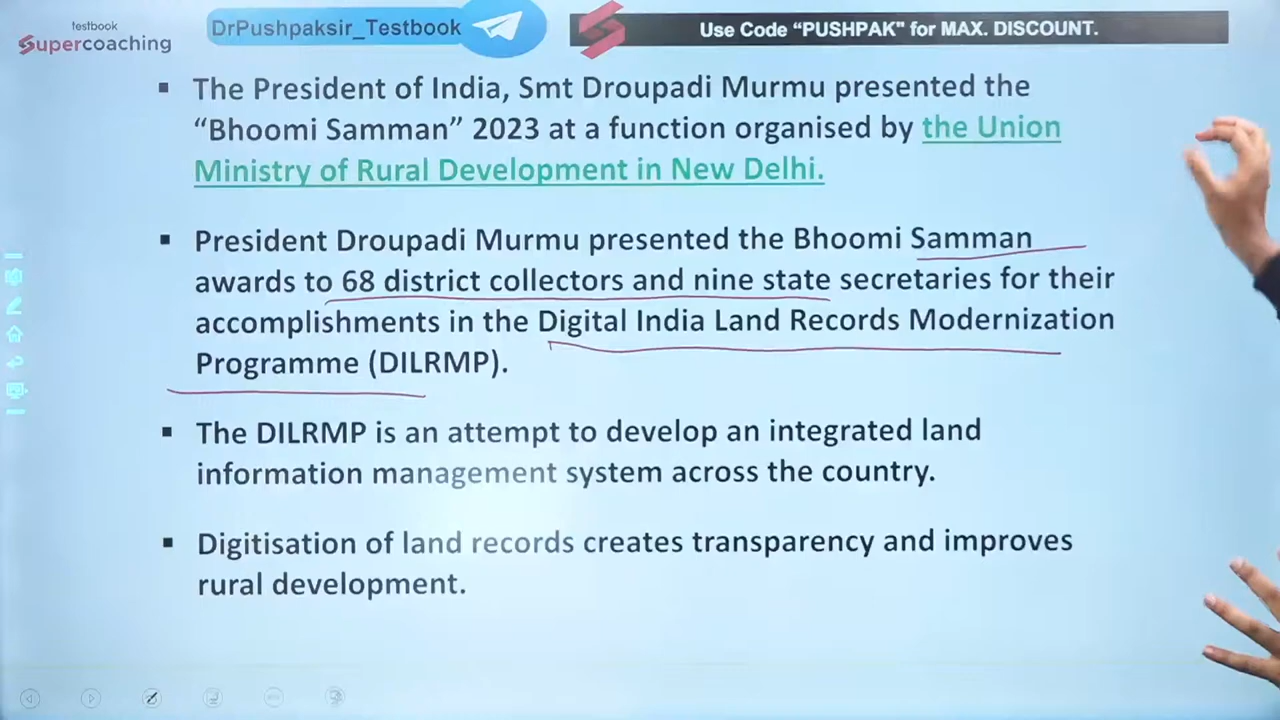 testbook
Supercoaching
DrPushpaksir_Testbook
Use Code “PUSHPAK" for MAX. DISCOUNT.
▪ The President of India, Smt Droupadi Murmu presented the
“Bhoomi Samman” 2023 at a function organised by the Union
Ministry of Rural Development in New Delhi.
▪ President Droupadi Murmu presented the Bhoomi Samman
awards to 68 district collectors and nine state secretaries for their
accomplishments in the Digital India Land Records Modernization
Programme (DILRMP).
▪ The DILRMP is an attempt to develop an integrated land
information management system across the country.
▪ Digitisation of land records creates transparency and improves
rural development.